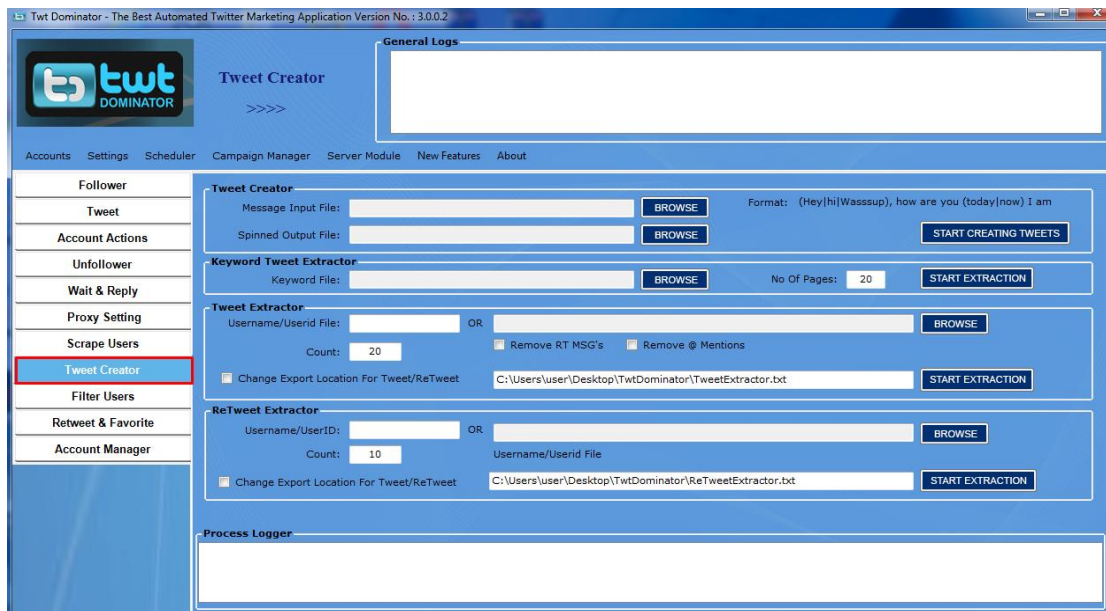 Twt Dominator - The Best Automated Twitter Marketing Application Version No. : 3.0.0.2
twt
DOMINATOR
Tweet Creator
>>>>
General Logs
Accounts Settings Scheduler Campaign Manager Server Module New Features About
Follower
Tweet
Account Actions
Unfollower
Wait & Reply
Proxy Setting
Scrape Users
Tweet Creator
Filter Users
Retweet & Favorite
Account Manager
Tweet Creator
Message Input File: BROWSE Format: (Hey|hi|Wasssup), how are you (today|now) I am
Spinned Output File: BROWSE START CREATING TWEETS
Keyword Tweet Extractor
Keyword File: BROWSE No Of Pages: 20 START EXTRACTION
Tweet Extractor
Username/Userid File: OR BROWSE
Count: 20 Remove RT MSG's Remove @ Mentions
Change Export Location For Tweet/ReTweet C:\Users\user\Desktop\TwtDominator\TweetExtractor.txt START EXTRACTION
ReTweet Extractor
Username/UserID: OR BROWSE
Count: 10 Username/Userid File
Change Export Location For Tweet/ReTweet C:\Users\user\Desktop\TwtDominator\ReTweetExtractor.txt START EXTRACTION
Process Logger